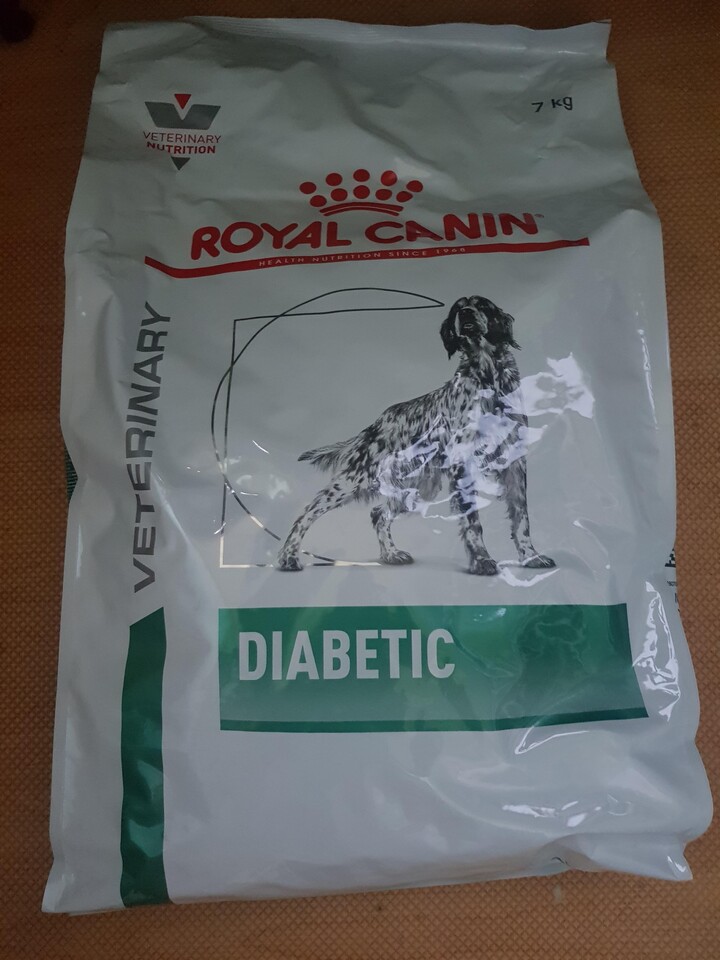 7 kg
VETERINARY
NUTRITION
ROYAL CANIN
HEALTH NUTRITION SINCE 1968
VETERINARY
DIABETIC